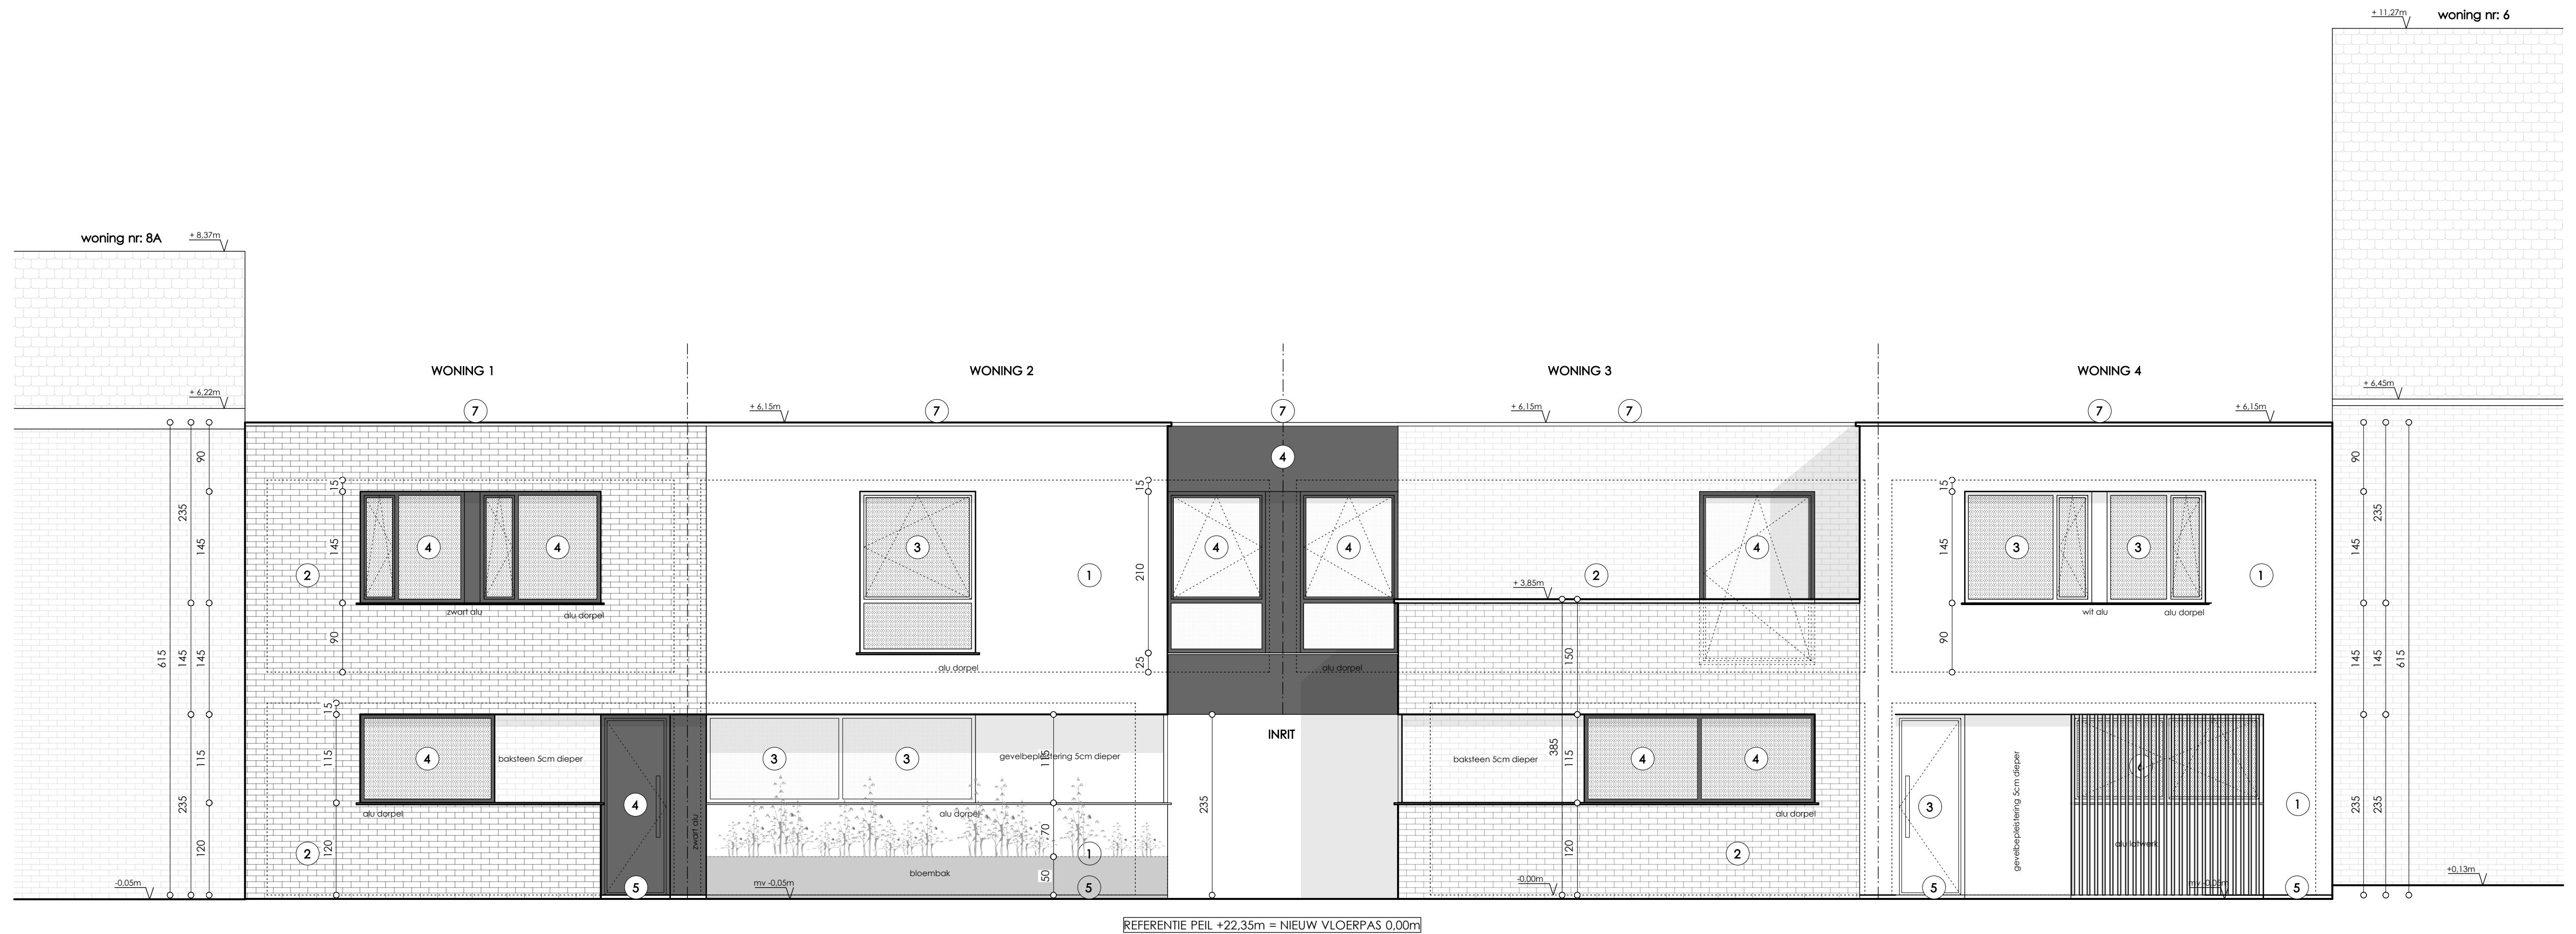 + 11,27m
woning nr: 6
woning nr: 8A
+ 8,37m
WONING 1
WONING 2
WONING 3
WONING 4
+ 6,22m
+ 6,45m
7
7
7
7
7
+ 6,15m
+ 6,15m
+ 6,15m
4
90
235
145
615
145
145
115
235
120
15
145
90
15
115
120
2
4
4
zwart alu
alu dorpel
3
1
alu dorpel
15
210
25
4
4
alu dorpel
+ 3,85m
2
4
15
145
90
3
3
wit alu
alu dorpel
1
90
235
145
145
145
615
235
235
4
baksteen 5cm dieper
alu dorpel
2
4
5
zwart alu
3
3
gevelbepleistering 5cm dieper
115
alu dorpel
70
1
bloembak
50
5
mv -0.05m
-0,05m
INRIT
235
150
385
115
120
baksteen 5cm dieper
4
4
alu dorpel
2
-0,00m
3
gevelbepleistering 5cm dieper
alu latwerk
1
5
mv -0.05m
5
+0,13m
REFERENTIE PEIL +22,35m = NIEUW VLOERPAS 0,00m